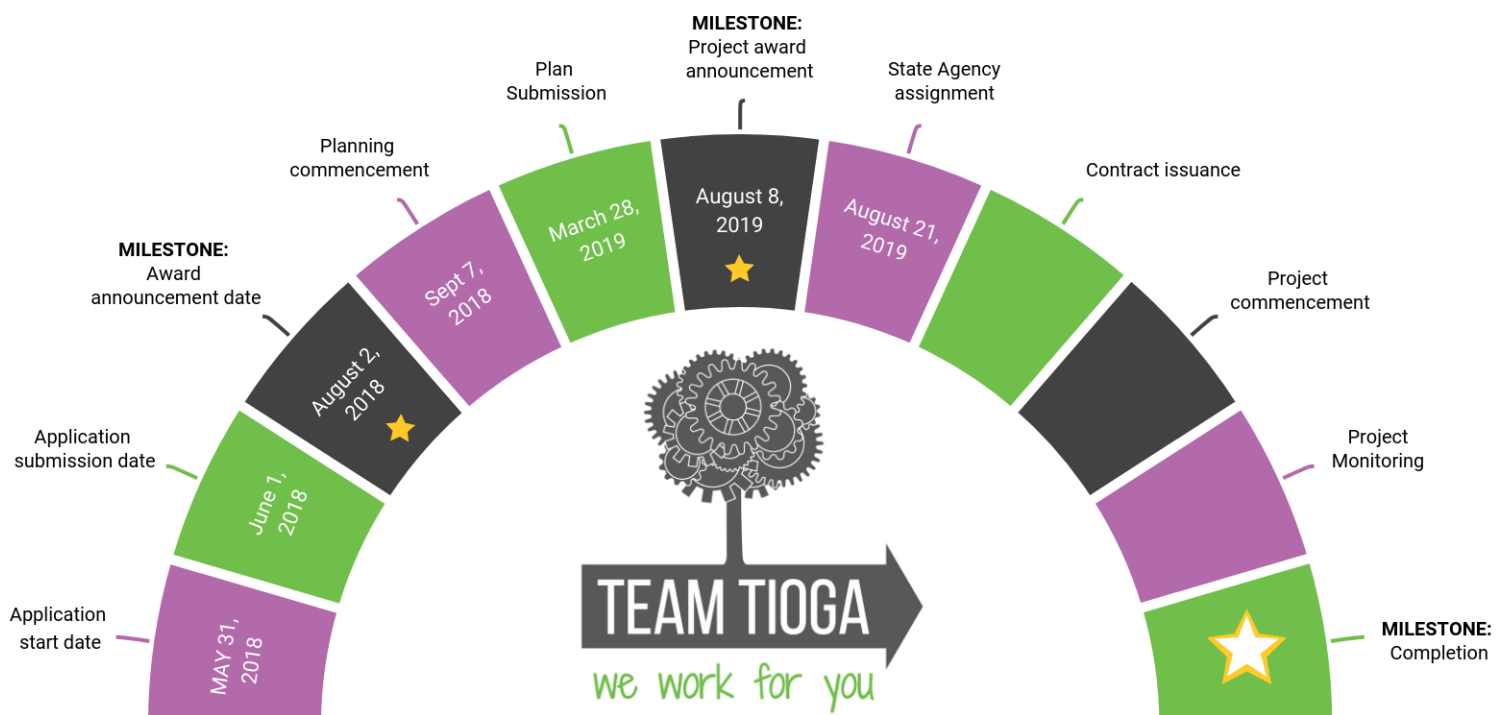 Application
start date
MAY 31,
2018
Application
submission date
June 1,
2018
MILESTONE:
Award
announcement date
August 2,
2018
Planning
commencement
Sept 7,
2018
Plan
Submission
March 28,
2019
MILESTONE:
Project award
announcement
August 8,
2019
State Agency
assignment
August 21,
2019
Contract issuance
Project
commencement
Project
Monitoring
MILESTONE:
Completion
TEAM TIOGA
we work for you